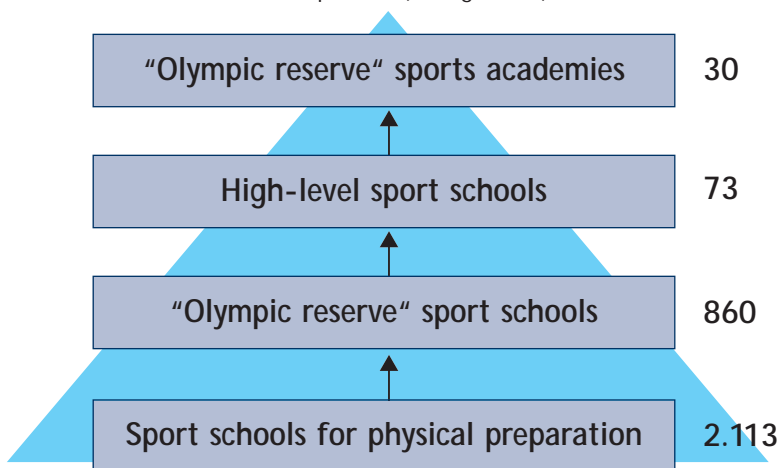 “Olympic reserve“ sports academies 30
High-level sport schools 73
“Olympic reserve“ sport schools 860
Sport schools for physical preparation 2.113